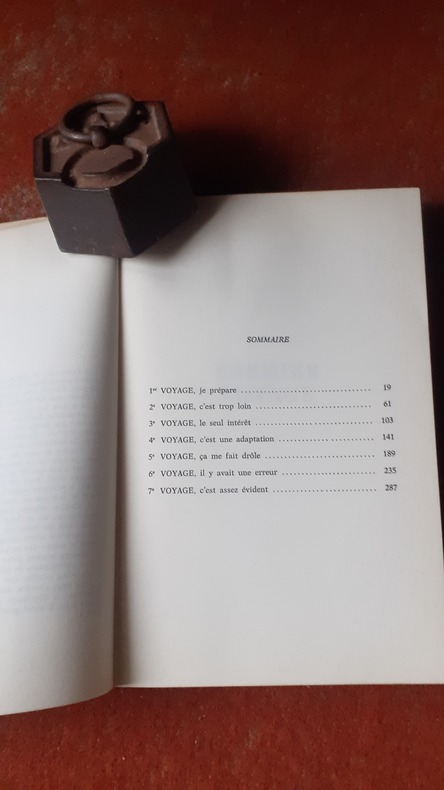 SOMMAIRE
1er VOYAGE, je prépare ................................ 19
2e VOYAGE, c'est trop loin ............................ 61
3e VOYAGE, le seul intérêt ............................ 103
4e VOYAGE, c'est une adaptation ....................... 141
5e VOYAGE, ça me fait drôle ........................... 189
6e VOYAGE, il y avait une erreur ...................... 235
7e VOYAGE, c'est assez évident ........................ 287